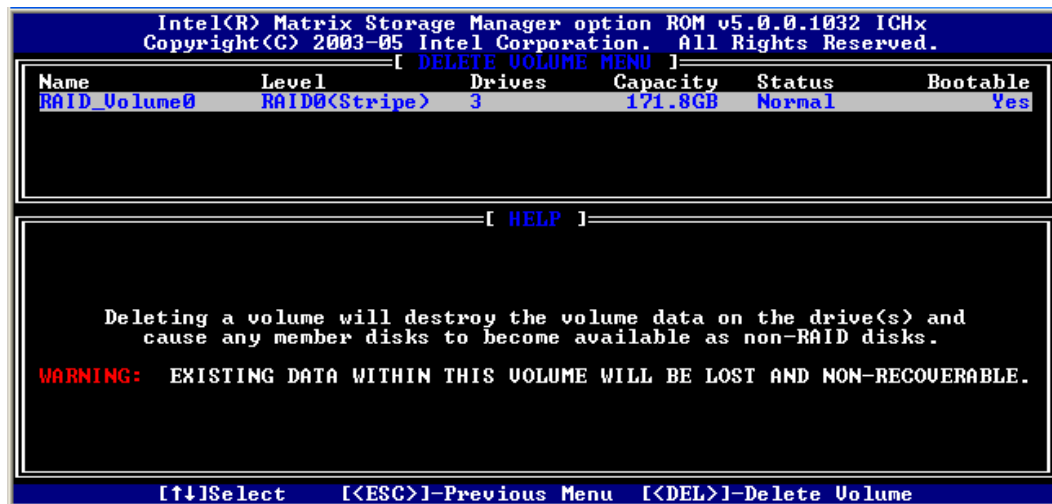 Intel(R) Matrix Storage Manager option ROM v5.0.0.1032 ICHx
Copyright(C) 2003-05 Intel Corporation. All Rights Reserved.
[ DELETE VOLUME MENU ]
Name Level Drives Capacity Status Bootable
RAID_Volume0 RAID0(Stripe) 3 171.8GB Normal Yes
[ HELP ]
Deleting a volume will destroy the volume data on the drive(s) and
cause any member disks to become available as non-RAID disks.
WARNING: EXISTING DATA WITHIN THIS VOLUME WILL BE LOST AND NON-RECOVERABLE.
[↑↓]Select [<ESC>]-Previous Menu [<DEL>]-Delete Volume